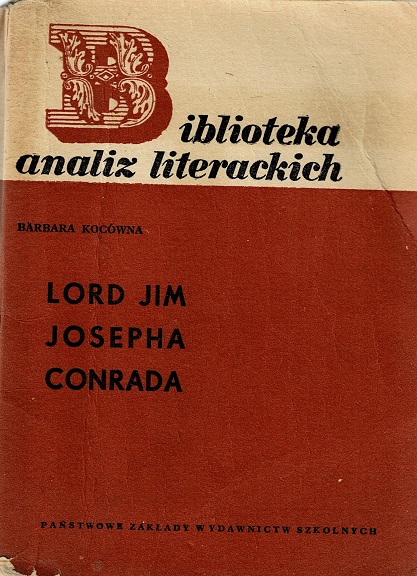 Biblioteka
analiz literackich
BARBARA KOCÓWNA
LORD JIM
JOSEPHA
CONRADA
PAŃSTWOWE ZAKŁADY WYDAWNICTW SZKOLNYCH